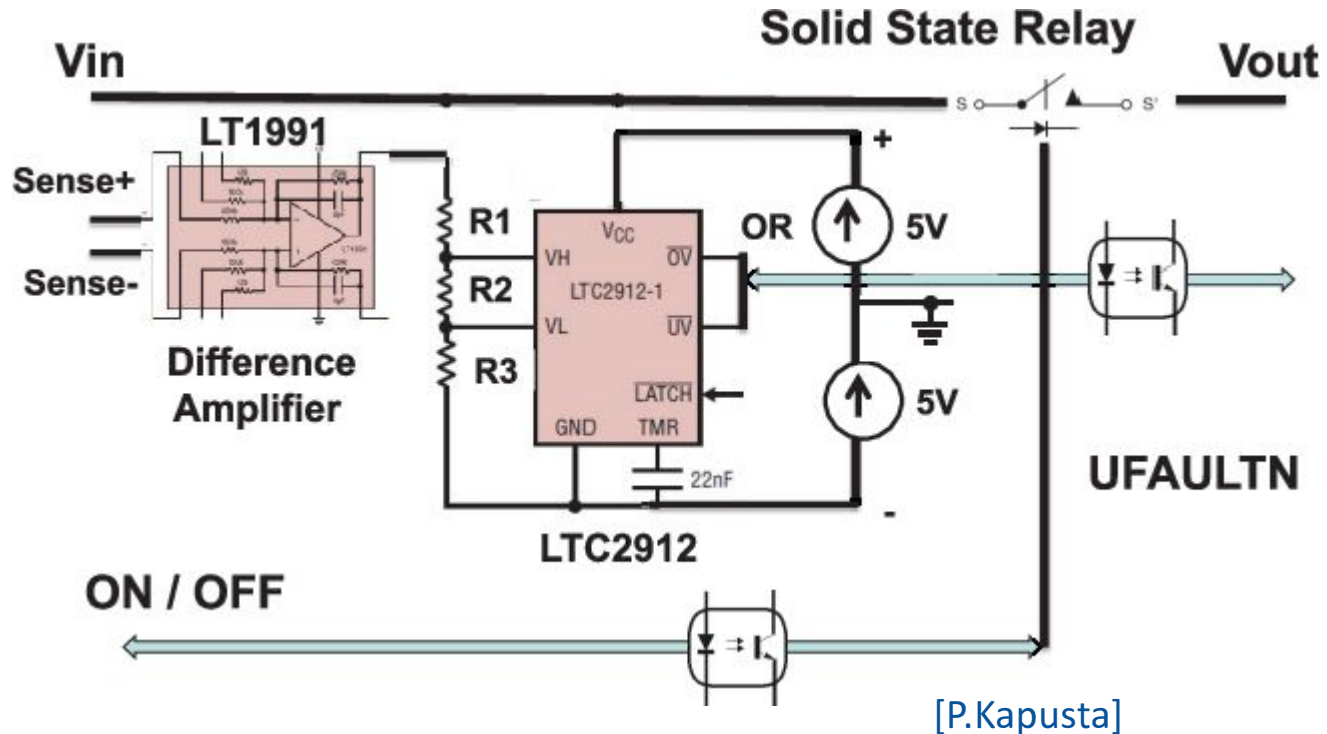 Solid State Relay
Vin
Vout
S
S'
LT1991
+
Sense+
R1
VCC
OR
5V
VH
OV
R2
LTC2912-1
Sense-
VL
UV
R3
Difference
Amplifier
LATCH
5V
GND
TMR
22nF
UFAULTN
-
LTC2912
ON / OFF
[P.Kapusta]